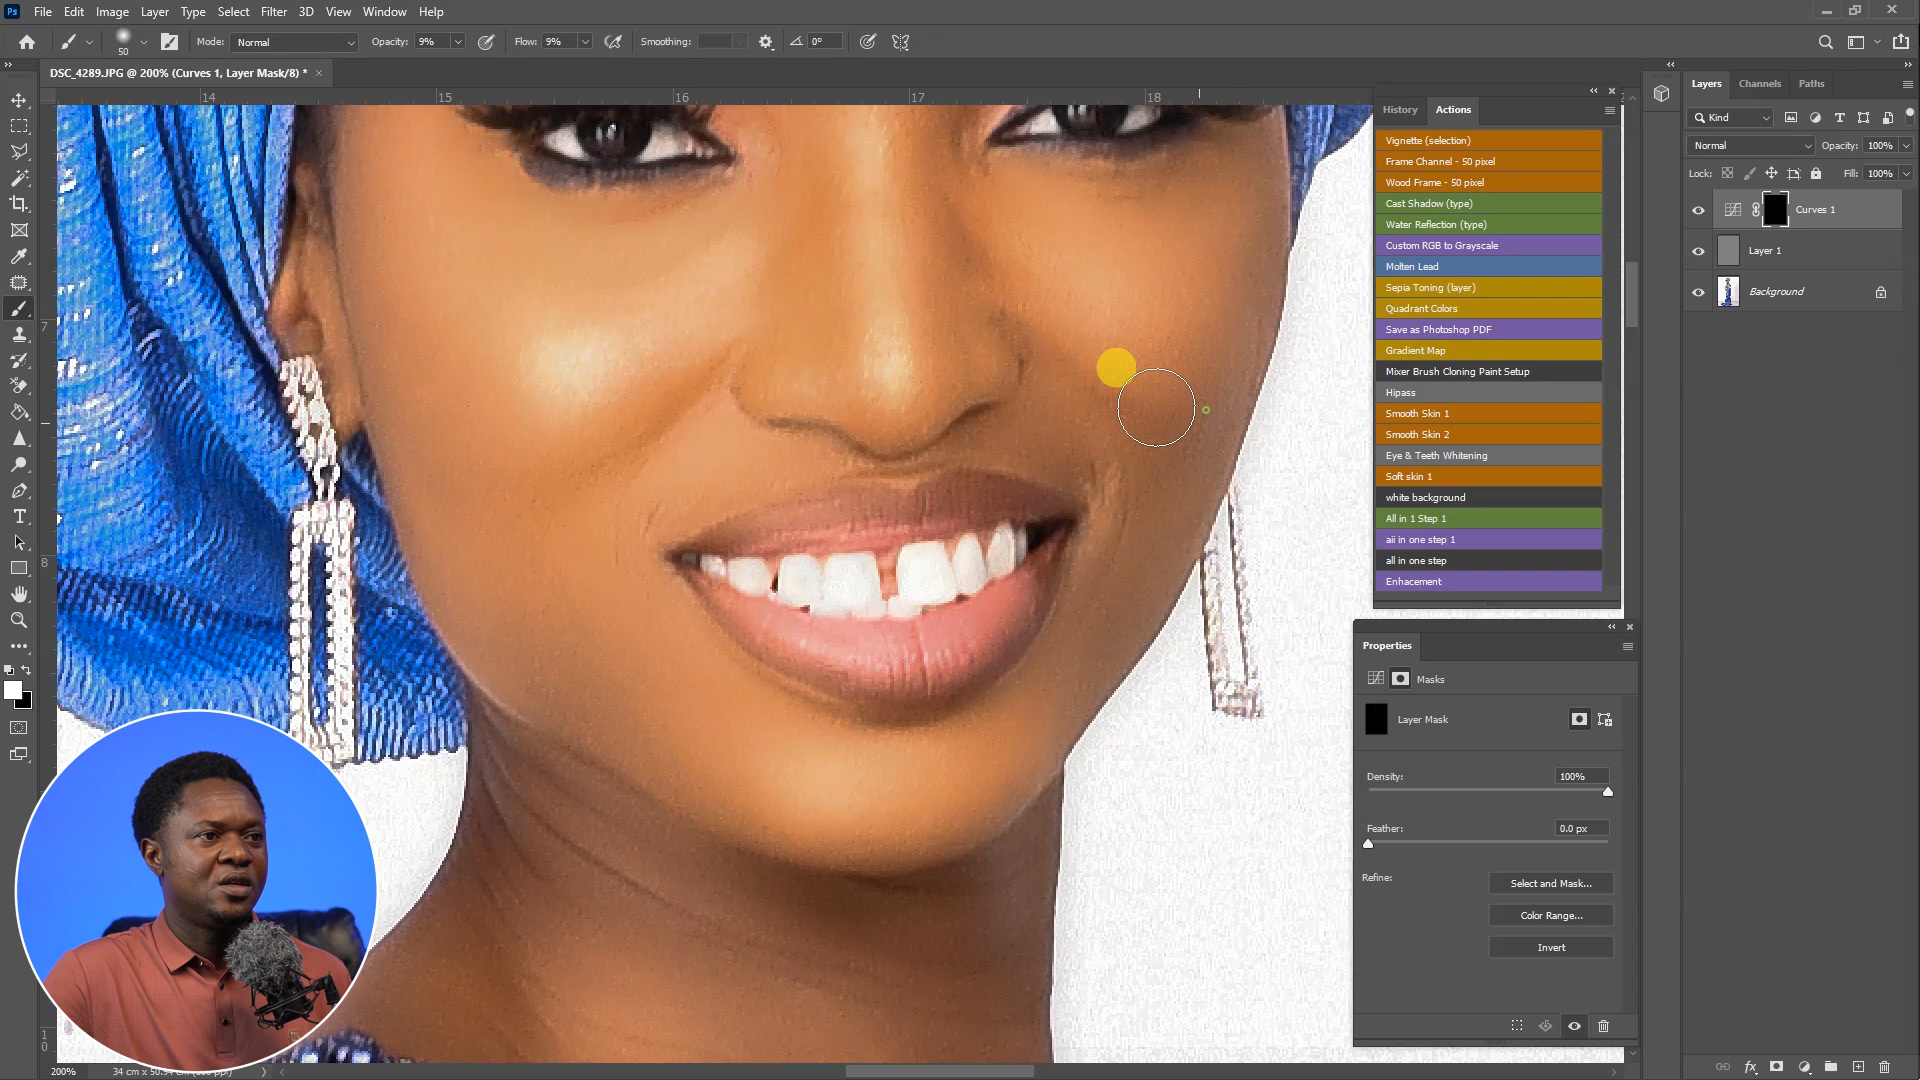 Ps File Edit Image Layer Type Select Filter 3D View Window Help
50 Mode: Normal Opacity: 9% Flow: 9% Smoothing: 0°
DSC_4289.JPG @ 200% (Curves 1, Layer Mask/8) * ×
14 15 16 17 18
7
8
10
History Actions
Vignette (selection)
Frame Channel - 50 pixel
Wood Frame - 50 pixel
Cast Shadow (type)
Water Reflection (type)
Custom RGB to Grayscale
Molten Lead
Sepia Toning (layer)
Quadrant Colors
Save as Photoshop PDF
Gradient Map
Mixer Brush Cloning Paint Setup
Hipass
Smooth Skin 1
Smooth Skin 2
Eye & Teeth Whitening
Soft skin 1
white background
All in 1 Step 1
aii in one step 1
all in one step
Enhacement
Properties
Masks
Layer Mask
Density: 100%
Feather: 0.0 px
Refine: Select and Mask...
Color Range...
Invert
Layers Channels Paths
Kind
Normal Opacity: 100%
Lock: Fill: 100%
Curves 1
Layer 1
Background
200%